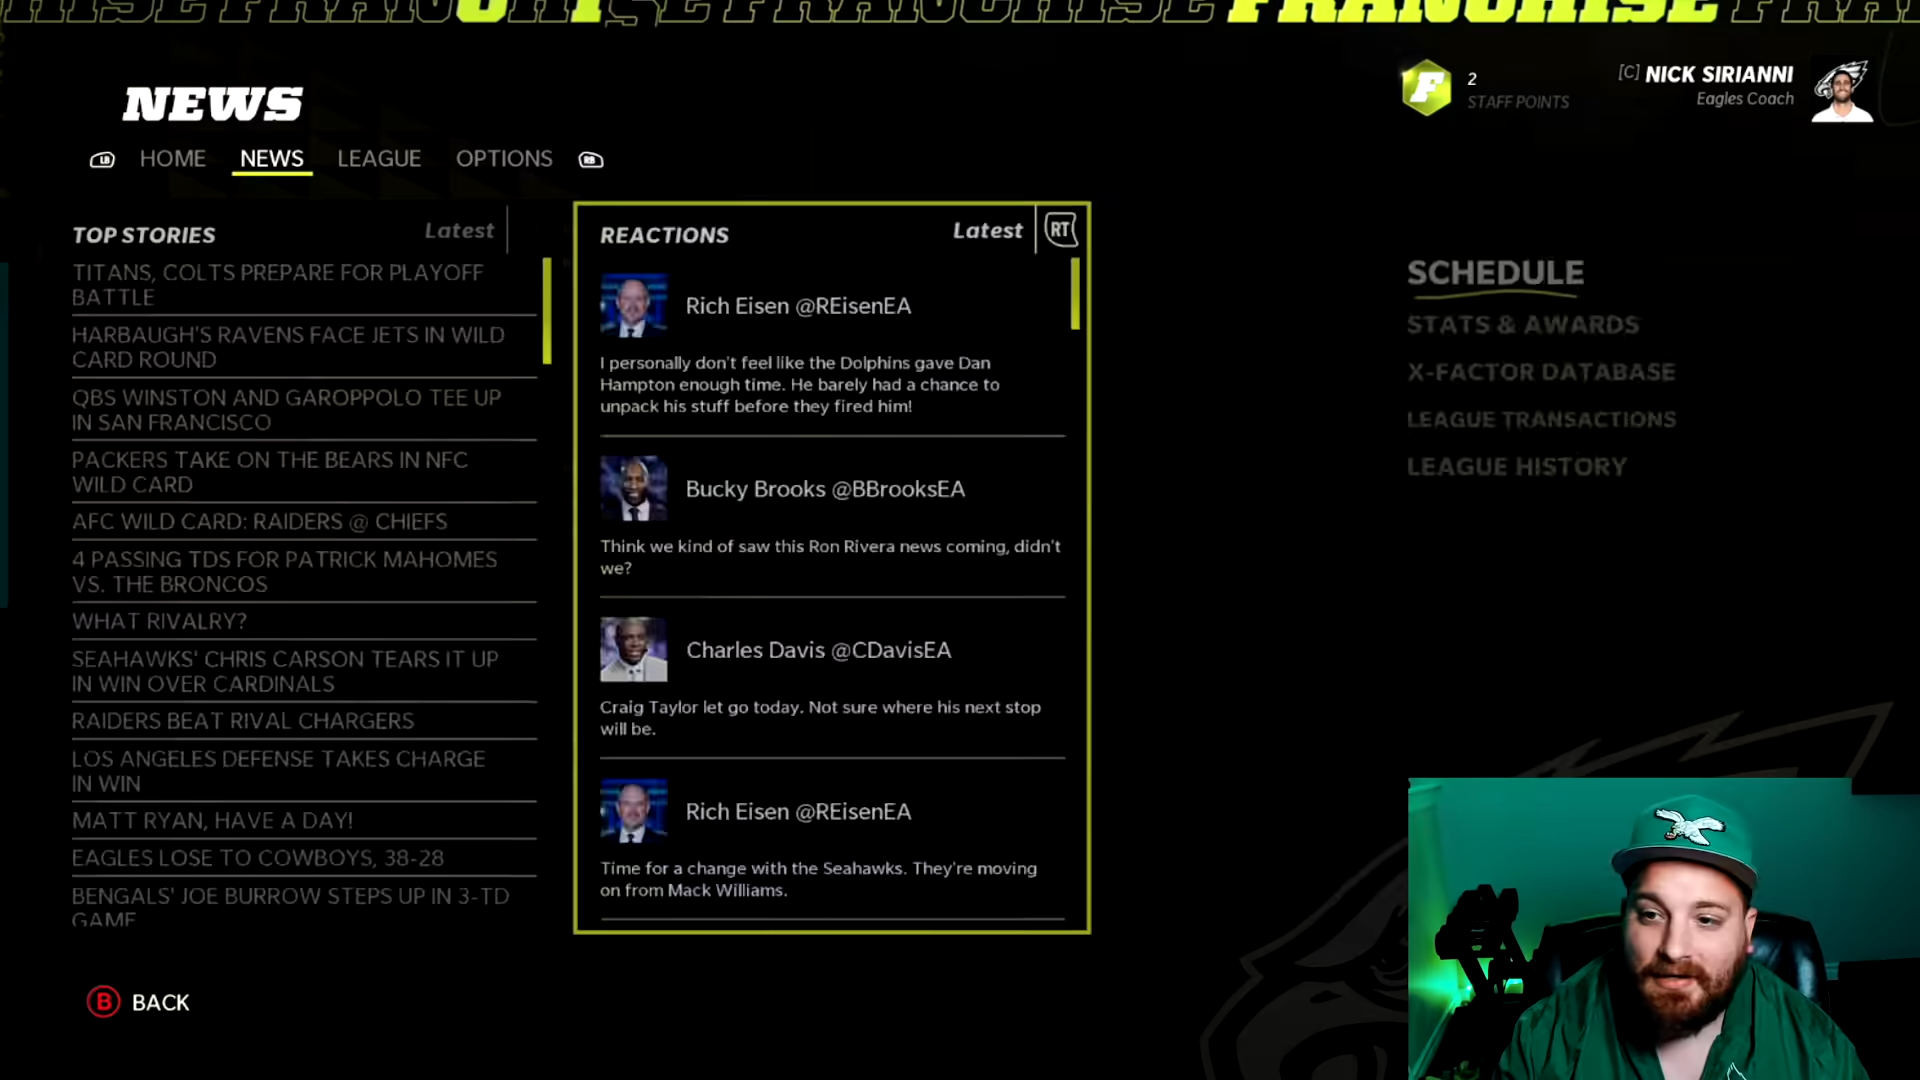 FRANCHISE FRANCHISE
NEWS
2
STAFF POINTS
[C] NICK SIRIANNI
Eagles Coach
LB HOME NEWS LEAGUE OPTIONS RB
TOP STORIES
Latest
TITANS, COLTS PREPARE FOR PLAYOFF
BATTLE
HARBAUGH'S RAVENS FACE JETS IN WILD
CARD ROUND
QBS WINSTON AND GAROPPOLO TEE UP
IN SAN FRANCISCO
PACKERS TAKE ON THE BEARS IN NFC
WILD CARD
AFC WILD CARD: RAIDERS @ CHIEFS
4 PASSING TDS FOR PATRICK MAHOMES
VS. THE BRONCOS
WHAT RIVALRY?
SEAHAWKS' CHRIS CARSON TEARS IT UP
IN WIN OVER CARDINALS
RAIDERS BEAT RIVAL CHARGERS
LOS ANGELES DEFENSE TAKES CHARGE
IN WIN
MATT RYAN, HAVE A DAY!
EAGLES LOSE TO COWBOYS, 38-28
BENGALS' JOE BURROW STEPS UP IN 3-TD
GAME
REACTIONS
Latest
RT
Rich Eisen @REisenEA
I personally don't feel like the Dolphins gave Dan
Hampton enough time. He barely had a chance to
unpack his stuff before they fired him!
Bucky Brooks @BBrooksEA
Think we kind of saw this Ron Rivera news coming, didn't
we?
Charles Davis @CDavisEA
Craig Taylor let go today. Not sure where his next stop
will be.
Rich Eisen @REisenEA
Time for a change with the Seahawks. They're moving
on from Mack Williams.
SCHEDULE
STATS & AWARDS
X-FACTOR DATABASE
LEAGUE TRANSACTIONS
LEAGUE HISTORY
B BACK